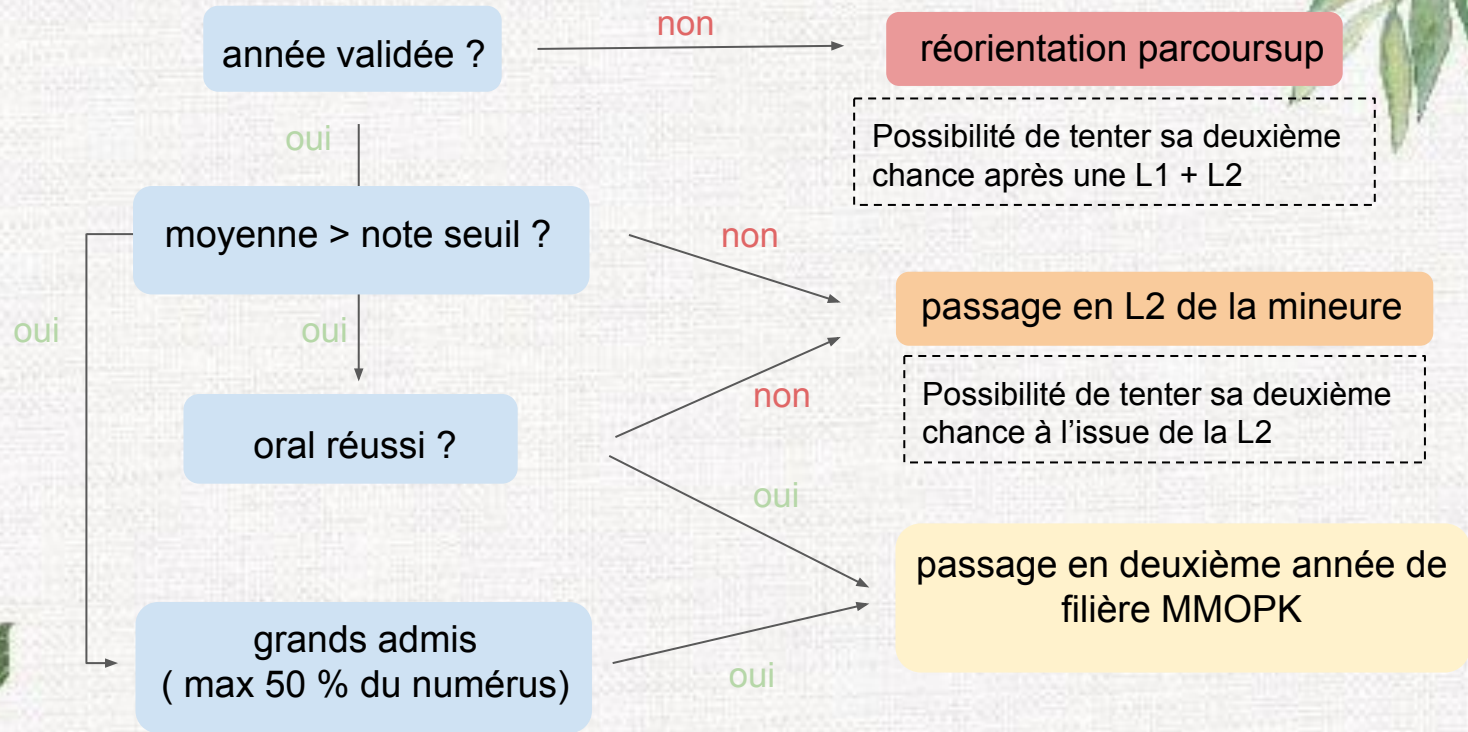 année validée ?
non
réorientation parcoursup
Possibilité de tenter sa deuxième
chance après une L1 + L2
oui
moyenne > note seuil ?
non
passage en L2 de la mineure
Possibilité de tenter sa deuxième
chance à l’issue de la L2
oui
oui
oral réussi ?
non
oui
passage en deuxième année de
filière MMOPK
grands admis
( max 50 % du numérus)
oui